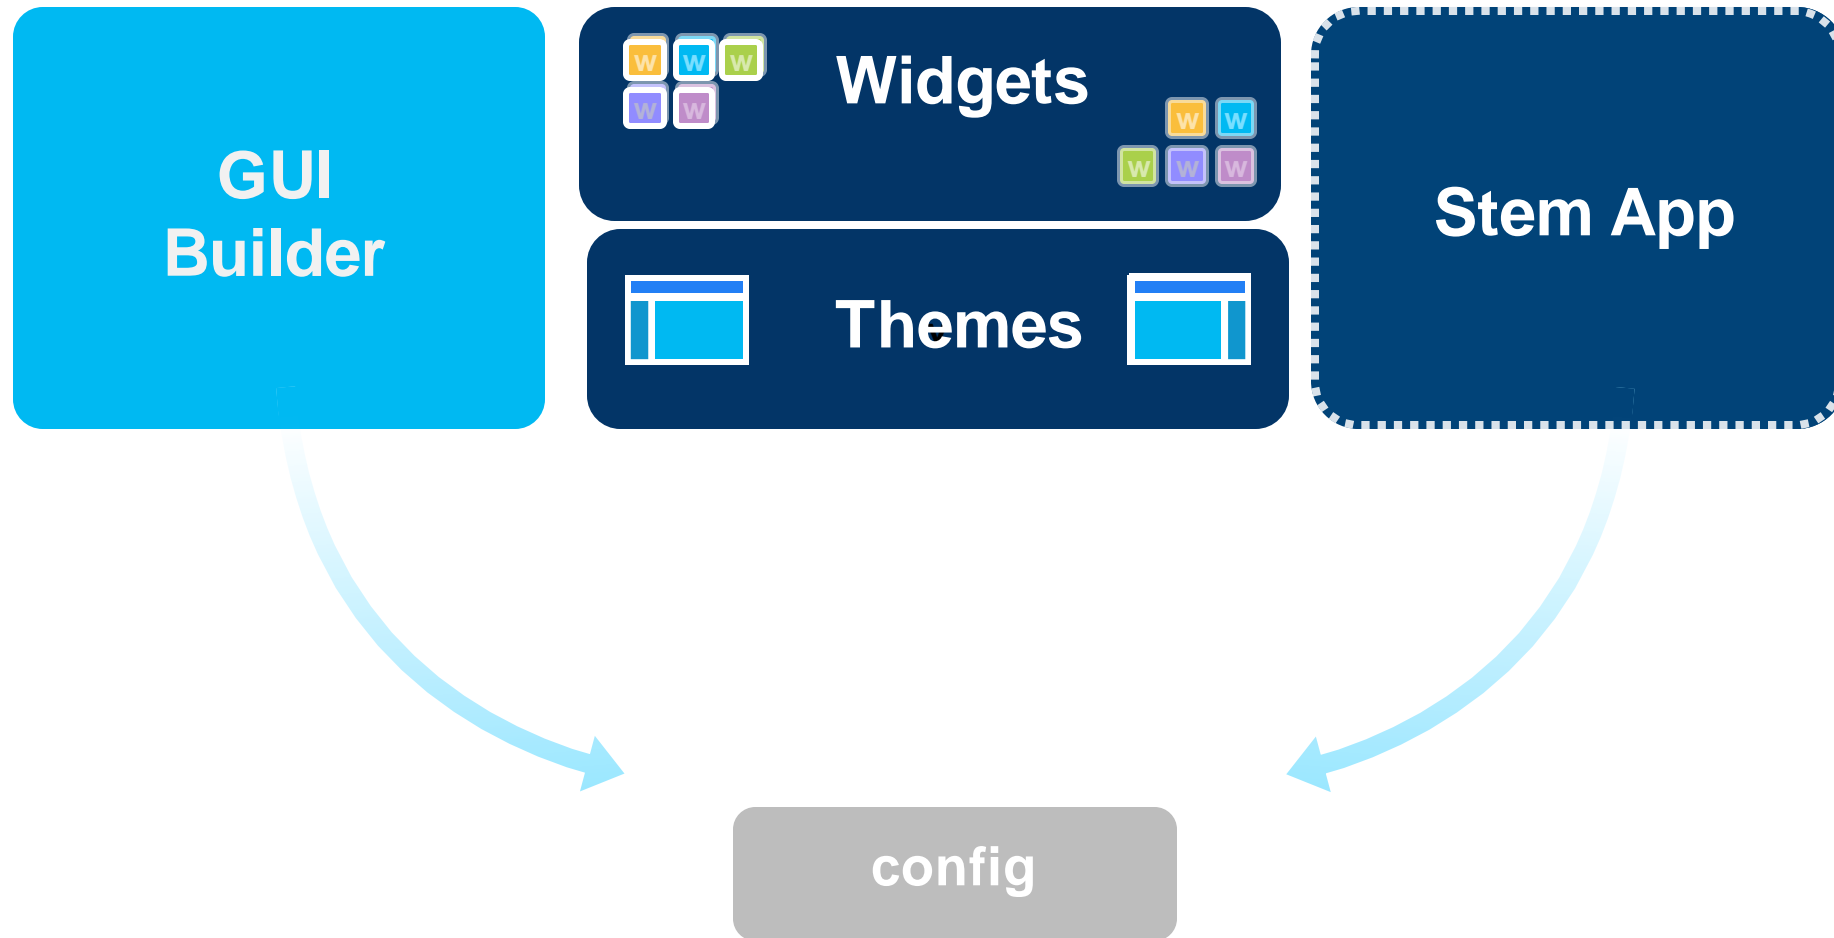 GUI
Builder
w w w
w w
Widgets
w w
w w w
Themes
Stem App
config